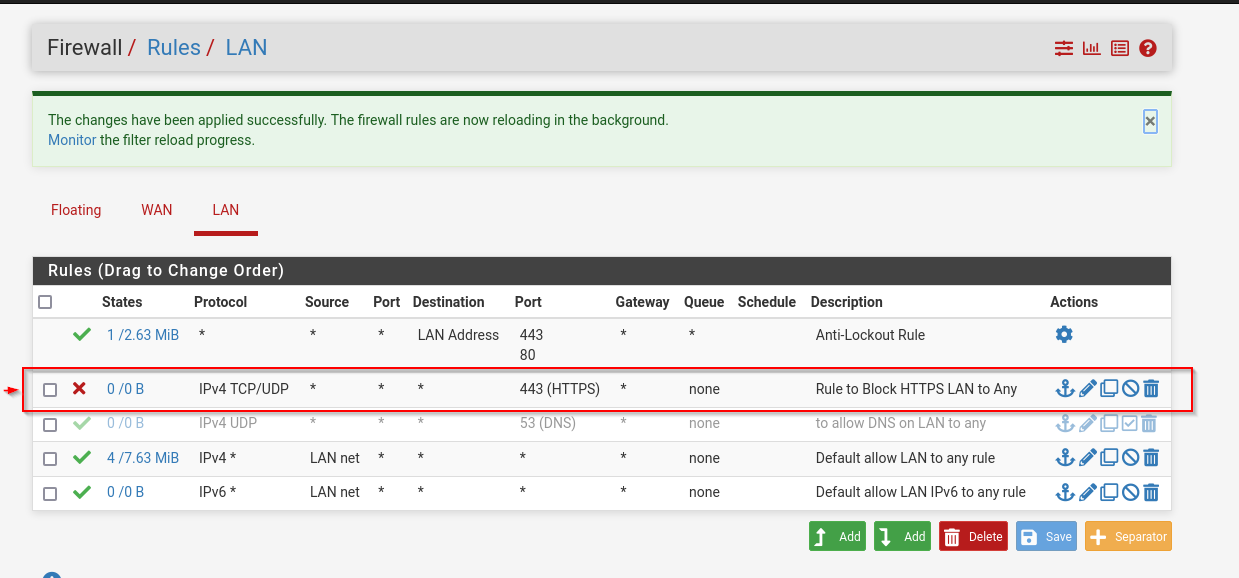 Firewall / Rules / LAN
The changes have been applied successfully. The firewall rules are now reloading in the background.
Monitor the filter reload progress.
×
Floating WAN LAN
Rules (Drag to Change Order)
States Protocol Source Port Destination Port Gateway Queue Schedule Description Actions
1 /2.63 MiB * * * LAN Address 443 * * Anti-Lockout Rule
80
0 /0 B IPv4 TCP/UDP * * * 443 (HTTPS) * none Rule to Block HTTPS LAN to Any
0 /0 B IPv4 UDP * * * 53 (DNS) * none to allow DNS on LAN to any
4 /7.63 MiB IPv4 * LAN net * * * * none Default allow LAN to any rule
0 /0 B IPv6 * LAN net * * * * none Default allow LAN IPv6 to any rule
Add Add Delete Save Separator